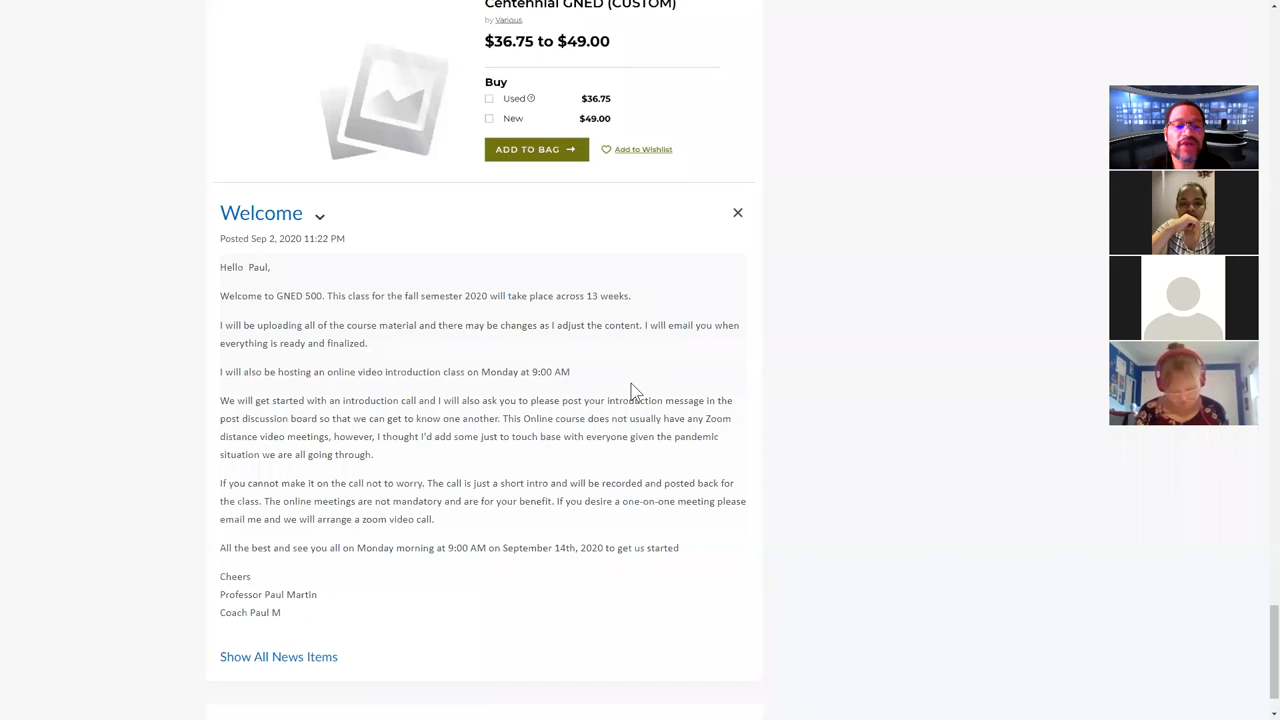 Centennial GNED (CUSTOM)
by Various
$36.75 to $49.00
Buy
Used $36.75
New $49.00
ADD TO BAG → Add to Wishlist
Welcome
Posted Sep 2, 2020 11:22 PM
Hello Paul,
Welcome to GNED 500. This class for the fall semester 2020 will take place across 13 weeks.
I will be uploading all of the course material and there may be changes as I adjust the content. I will email you when
everything is ready and finalized.
I will also be hosting an online video introduction class on Monday at 9:00 AM
We will get started with an introduction call and I will also ask you to please post your introduction message in the
post discussion board so that we can get to know one another. This Online course does not usually have any Zoom
distance video meetings, however, I thought I'd add some just to touch base with everyone given the pandemic
situation we are all going through.
If you cannot make it on the call not to worry. The call is just a short intro and will be recorded and posted back for
the class. The online meetings are not mandatory and are for your benefit. If you desire a one-on-one meeting please
email me and we will arrange a zoom video call.
All the best and see you all on Monday morning at 9:00 AM on September 14th, 2020 to get us started
Cheers
Professor Paul Martin
Coach Paul M
Show All News Items